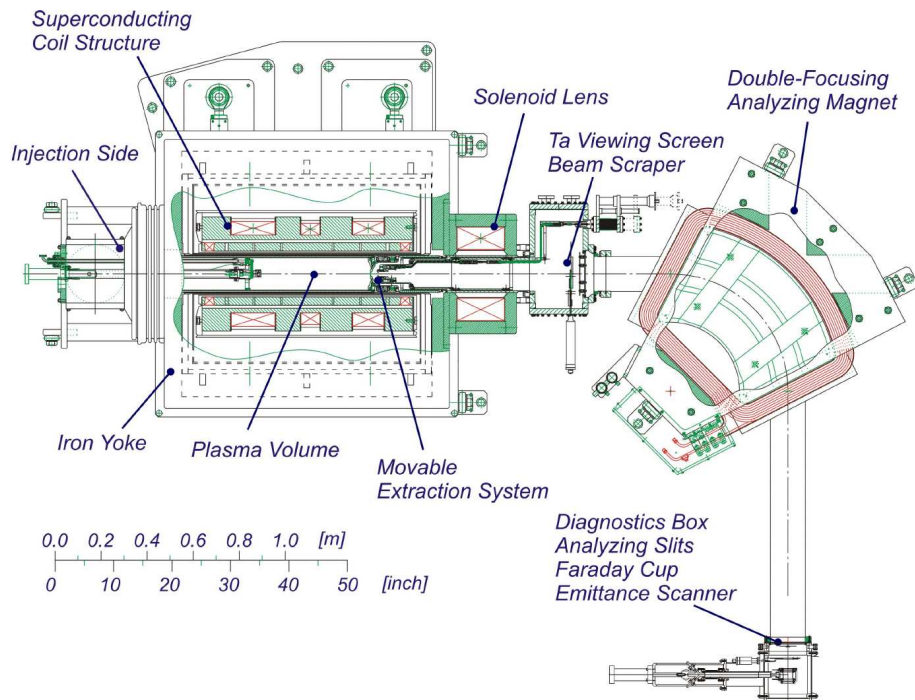 Superconducting
Coil Structure
Double-Focusing
Analyzing Magnet
Solenoid Lens
Ta Viewing Screen
Beam Scraper
Injection Side
Iron Yoke
Plasma Volume
Movable
Extraction System
0.0 0.2 0.4 0.6 0.8 1.0 [m]
0 10 20 30 40 50 [inch]
Diagnostics Box
Analyzing Slits
Faraday Cup
Emittance Scanner